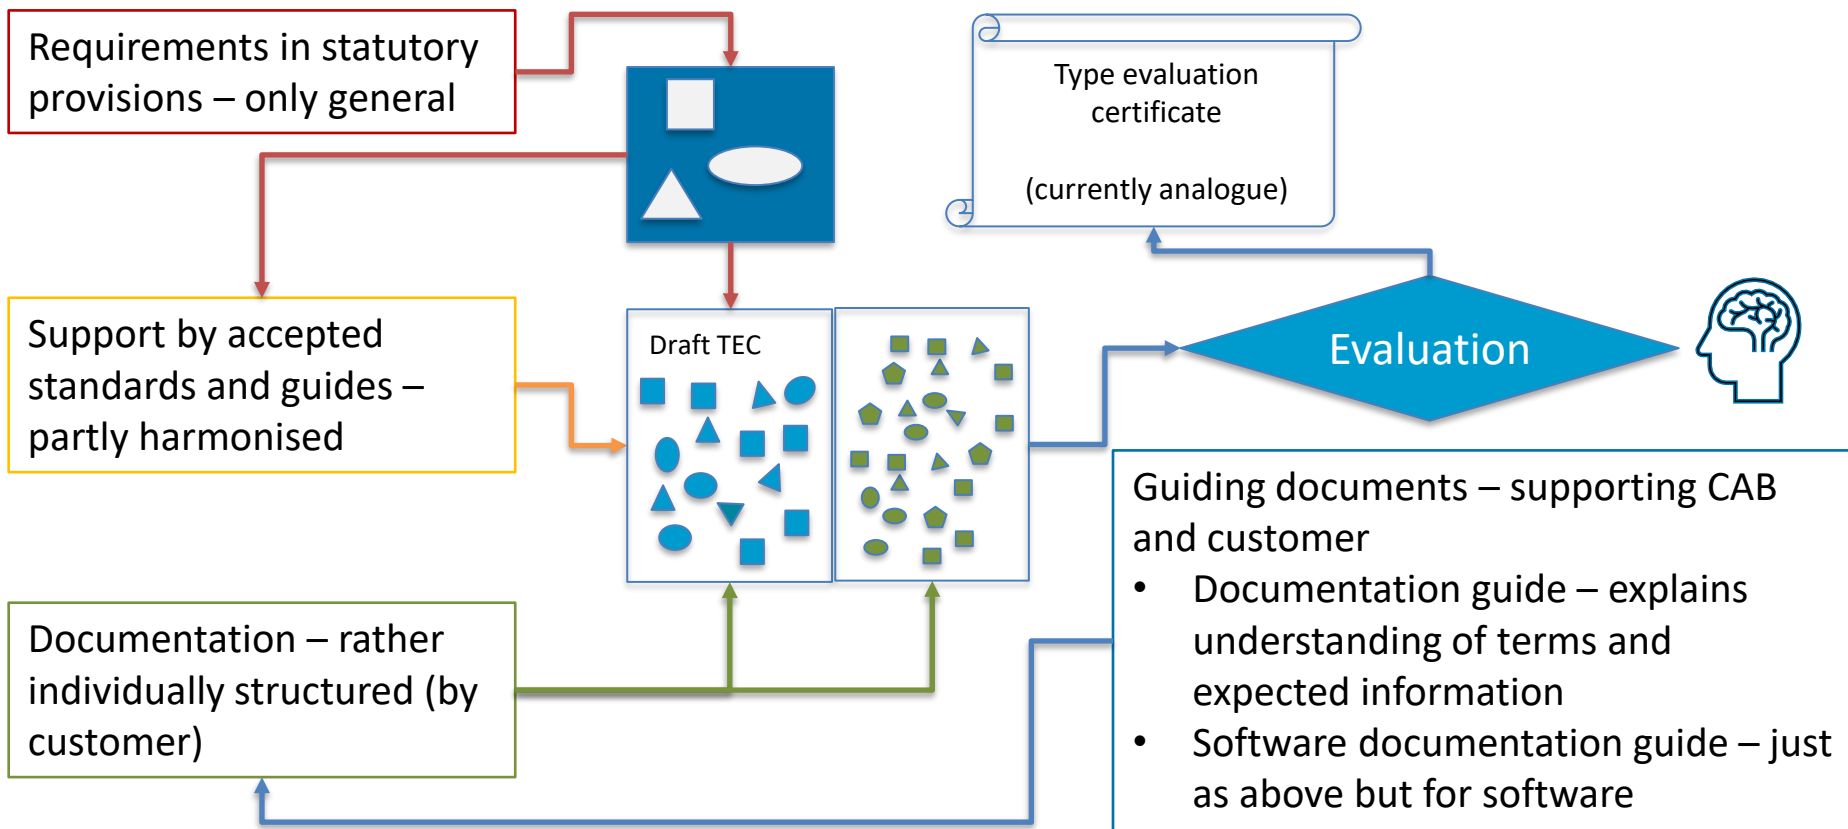 Requirements in statutory
provisions – only general
Type evaluation
certificate
(currently analogue)
Support by accepted
standards and guides –
partly harmonised
Draft TEC
Evaluation
Documentation – rather
individually structured (by
customer)
Guiding documents – supporting CAB
and customer
• Documentation guide – explains
understanding of terms and
expected information
• Software documentation guide – just
as above but for software